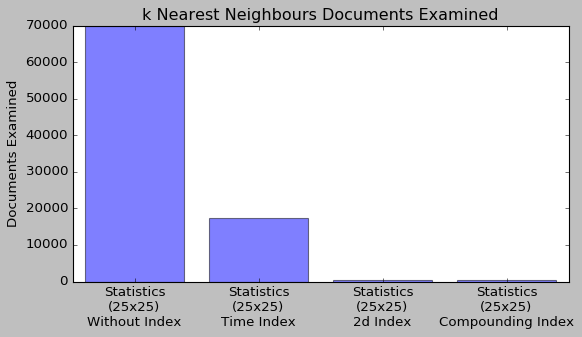 k Nearest Neighbours Documents Examined
70000
60000
50000
40000
30000
20000
10000
0
Documents Examined
Statistics
(25x25)
Without Index
Statistics
(25x25)
Time Index
Statistics
(25x25)
2d Index
Statistics
(25x25)
Compounding Index